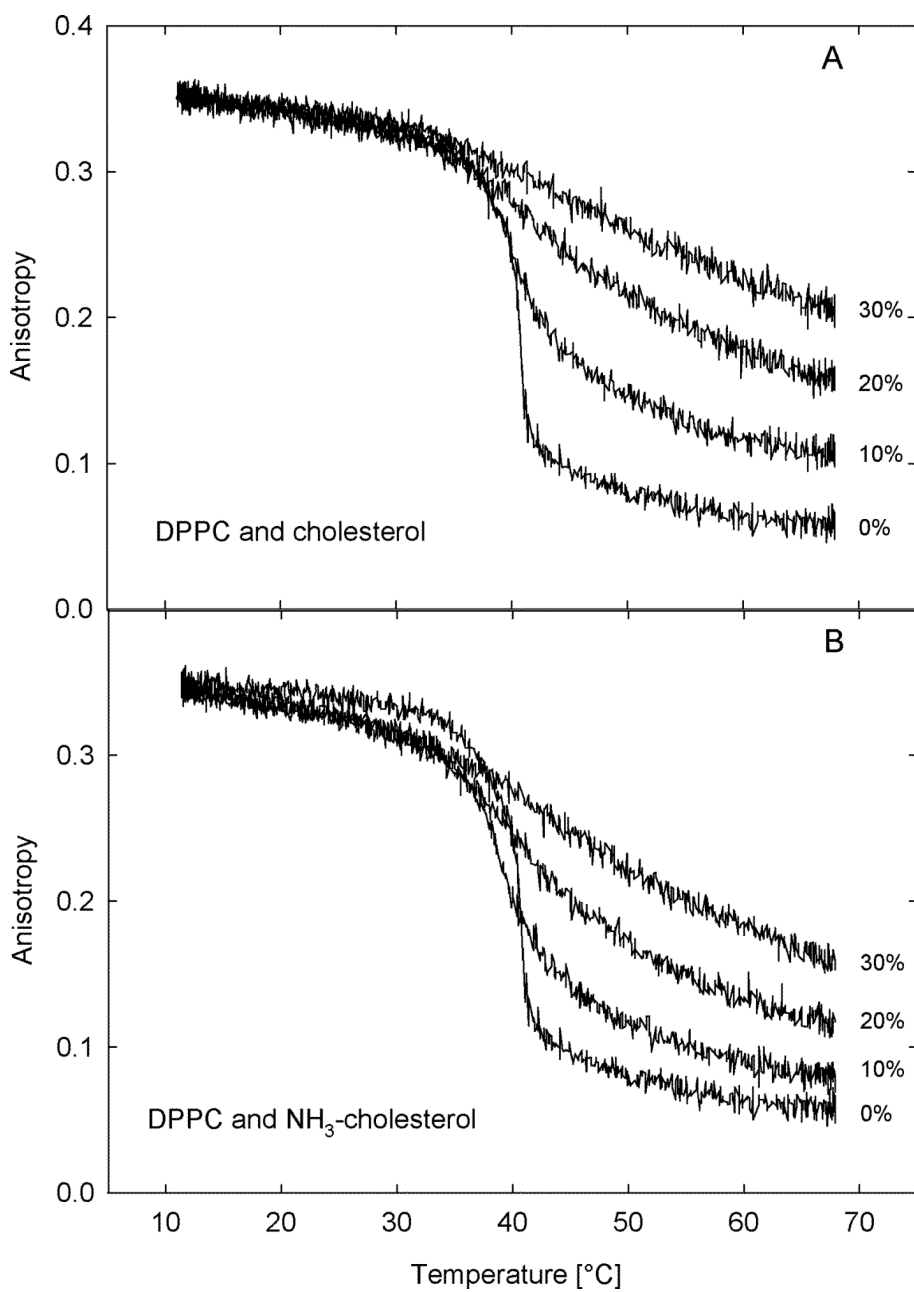 0.4
A
0.3
Anisotropy
0.2
30%
20%
10%
0.1
0%
DPPC and cholesterol
0.0
B
0.3
Anisotropy
0.2
30%
20%
0.1
10%
0%
DPPC and NH₃-cholesterol
0.0
10 20 30 40 50 60 70
Temperature [°C]